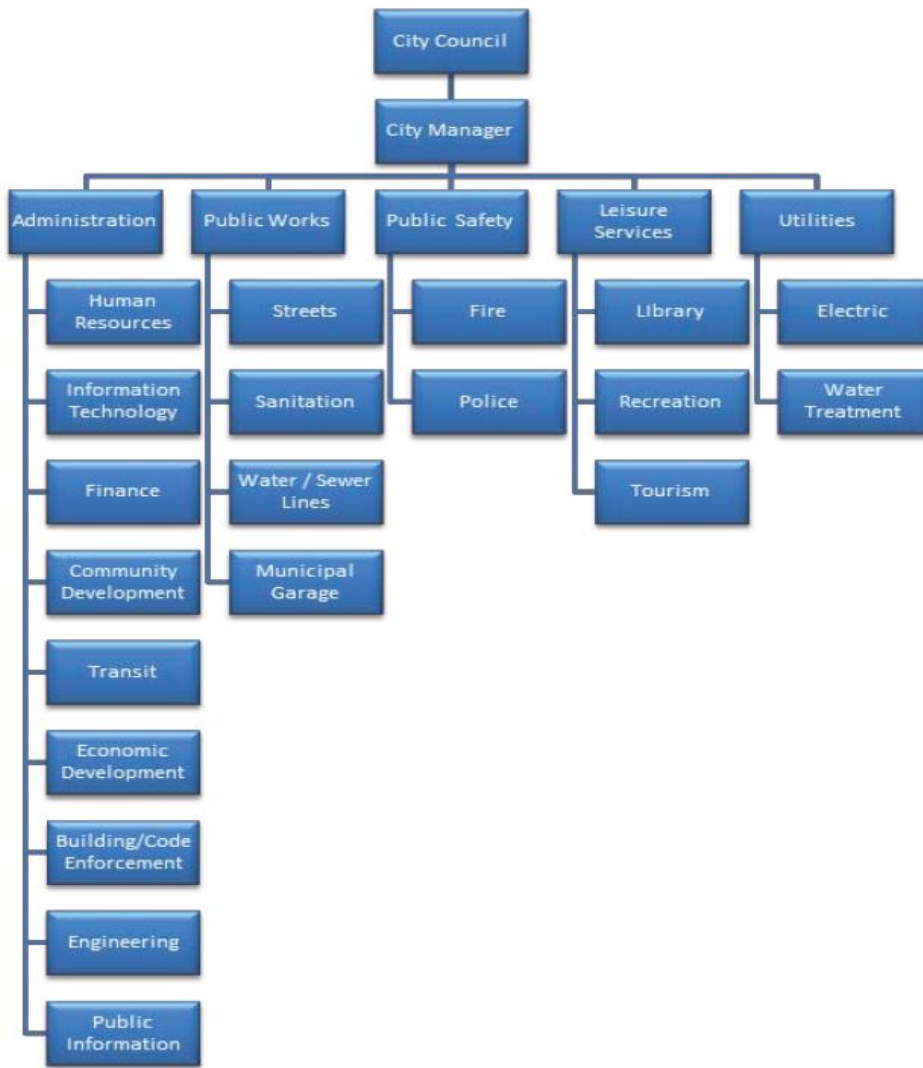 City Council
City Manager
Administration
Public Works
Public Safety
Leisure
Services
Utilities
Human
Resources
Information
Technology
Finance
Community
Development
Transit
Economic
Development
Building/Code
Enforcement
Engineering
Public
Information
Streets
Sanitation
Water / Sewer
Lines
Municipal
Garage
Fire
Police
LIbrary
Recreation
Tourism
Electric
Water
Treatment